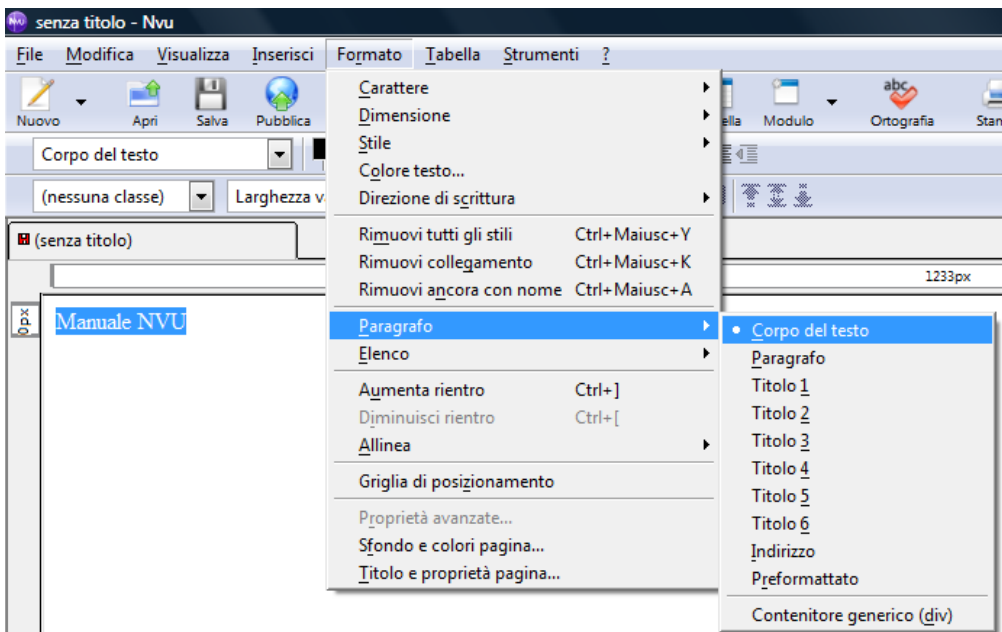 senza titolo - Nvu
File Modifica Visualizza Inserisci Formato Tabella Strumenti ?
Nuovo Apri Salva Pubblica Modulo Ortografia
Corpo del testo
(nessuna classe) Larghezza
(senza titolo)
1233px
0px
Manuale NVU
Carattere
Dimensione
Stile
Colore testo...
Direzione di scrittura
Rimuovi tutti gli stili Ctrl+Maiusc+Y
Rimuovi collegamento Ctrl+Maiusc+K
Rimuovi ancora con nome Ctrl+Maiusc+A
Paragrafo
Elenco
Aumenta rientro Ctrl+]
Diminuisci rientro Ctrl+[
Allinea
Griglia di posizionamento
Proprietà avanzate...
Sfondo e colori pagina...
Titolo e proprietà pagina...
Corpo del testo
Paragrafo
Titolo 1
Titolo 2
Titolo 3
Titolo 4
Titolo 5
Titolo 6
Indirizzo
Preformattato
Contenitore generico (div)